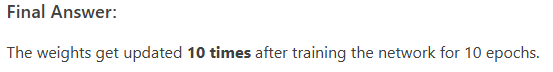 Final Answer:
The weights get updated 10 times after training the network for 10 epochs.